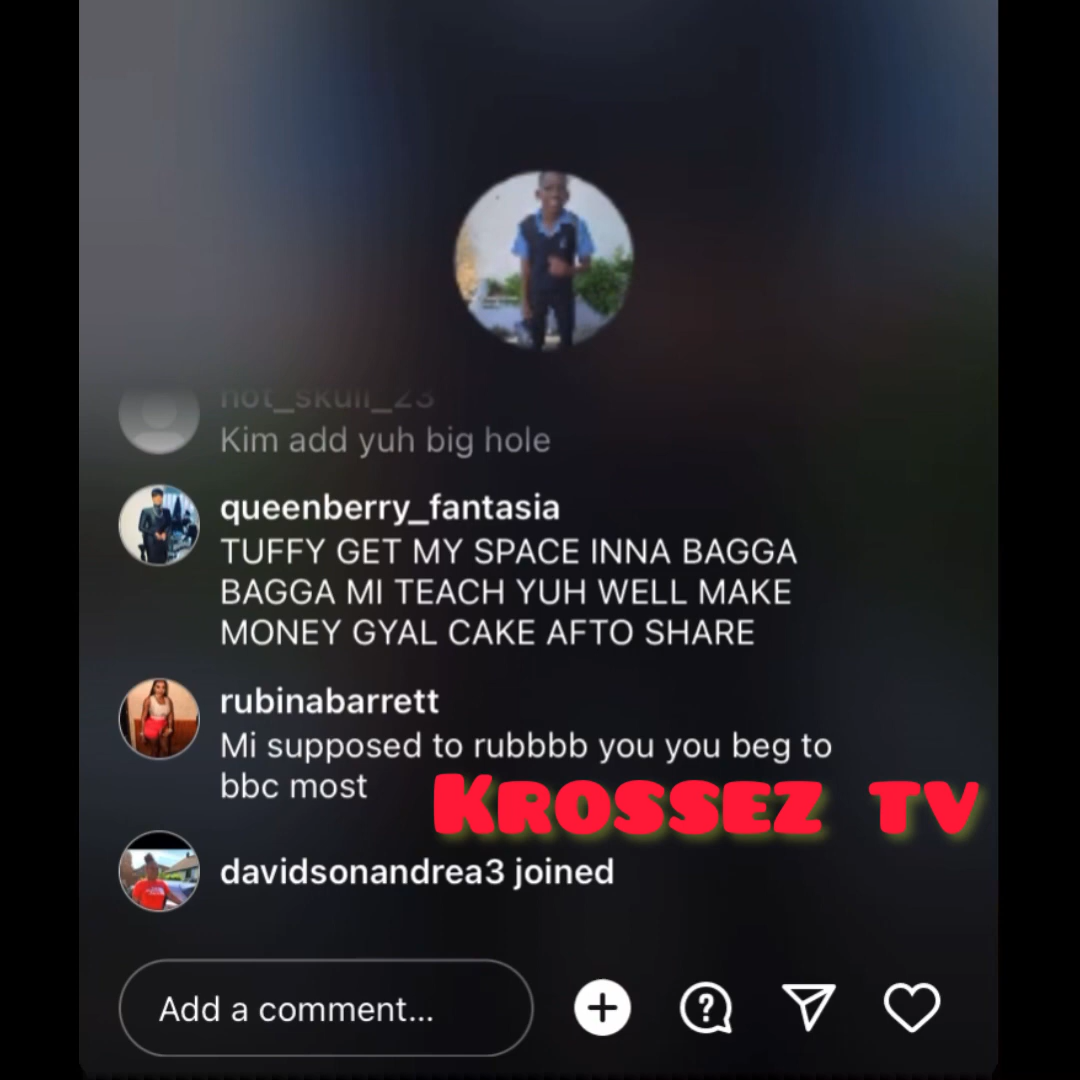 not_skull_23
Kim add yuh big hole
queenberry_fantasia
TUFFY GET MY SPACE INNA BAGGA
BAGGA MI TEACH YUH WELL MAKE
MONEY GYAL CAKE AFTO SHARE
rubinabarrett
Mi supposed to rubbbb you you beg to
bbc most
KROSSEZ TV
davidsonandrea3 joined
Add a comment...